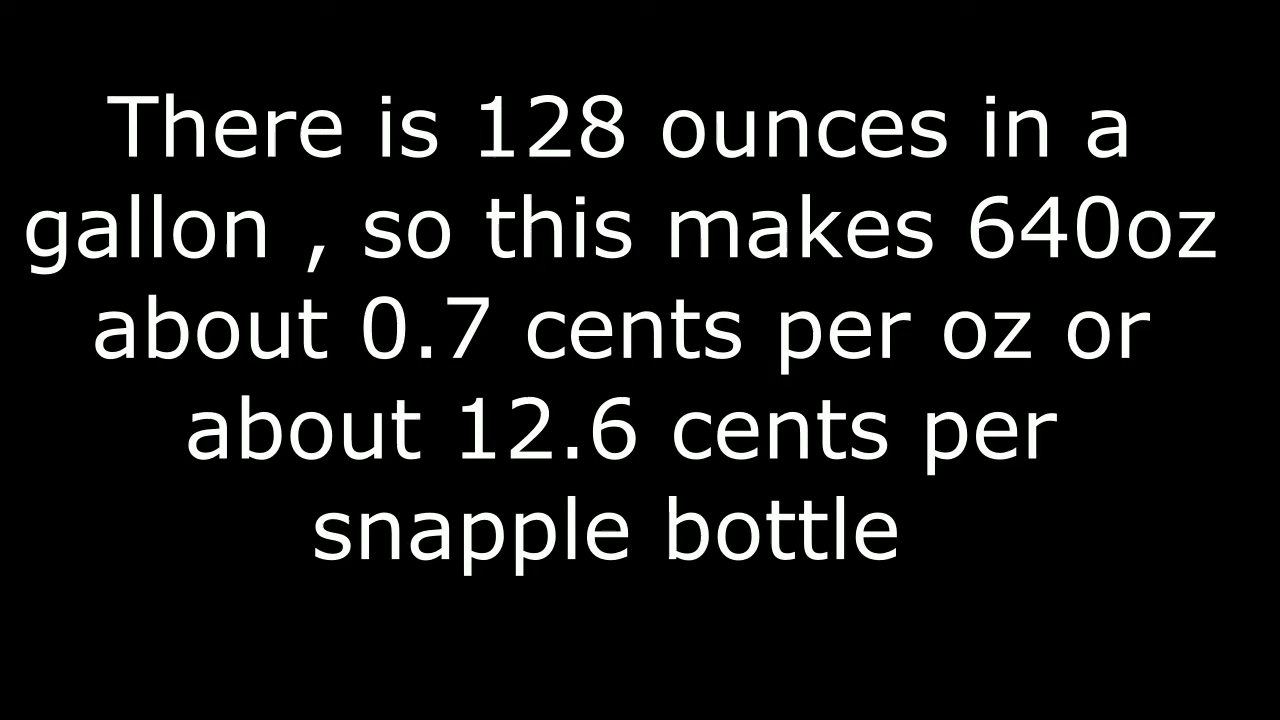 There is 128 ounces in a
gallon , so this makes 640oz
about 0.7 cents per oz or
about 12.6 cents per
snapple bottle